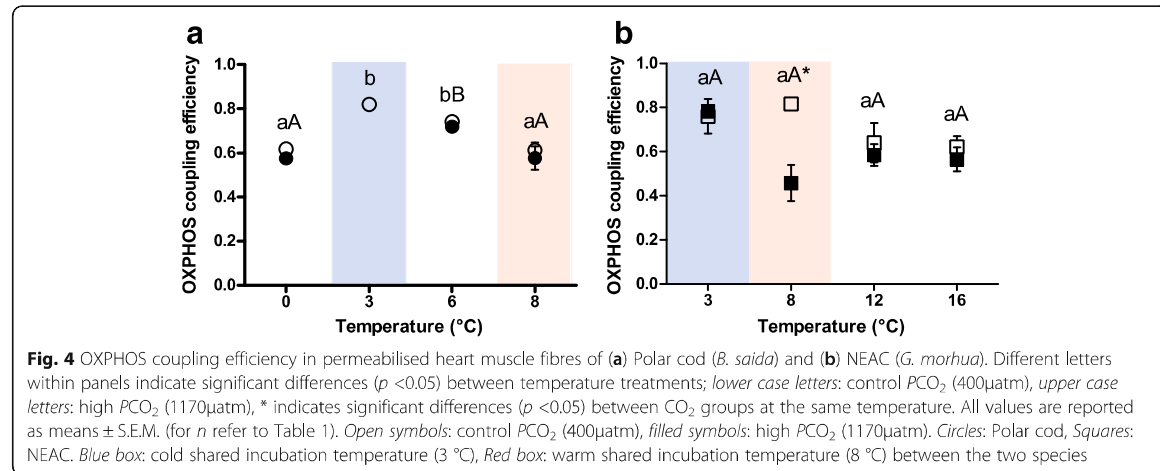 a
b
1.0
0.8
0.6
0.4
0.2
0.0
OXPHOS coupling efficiency
aA
b
bB
aA
0
3
6
8
Temperature (°C)
1.0
0.8
0.6
0.4
0.2
0.0
OXPHOS coupling efficiency
aA
aA*
aA
aA
3
8
12
16
Temperature (°C)
Fig. 4 OXPHOS coupling efficiency in permeabilised heart muscle fibres of (a) Polar cod (B. saida) and (b) NEAC (G. morhua). Different letters
within panels indicate significant differences (p <0.05) between temperature treatments; lower case letters: control PCO₂ (400μatm), upper case
letters: high PCO₂ (1170μatm), * indicates significant differences (p <0.05) between CO₂ groups at the same temperature. All values are reported
as means ± S.E.M. (for n refer to Table 1). Open symbols: control PCO₂ (400μatm), filled symbols: high PCO₂ (1170μatm). Circles: Polar cod, Squares:
NEAC. Blue box: cold shared incubation temperature (3 °C), Red box: warm shared incubation temperature (8 °C) between the two species